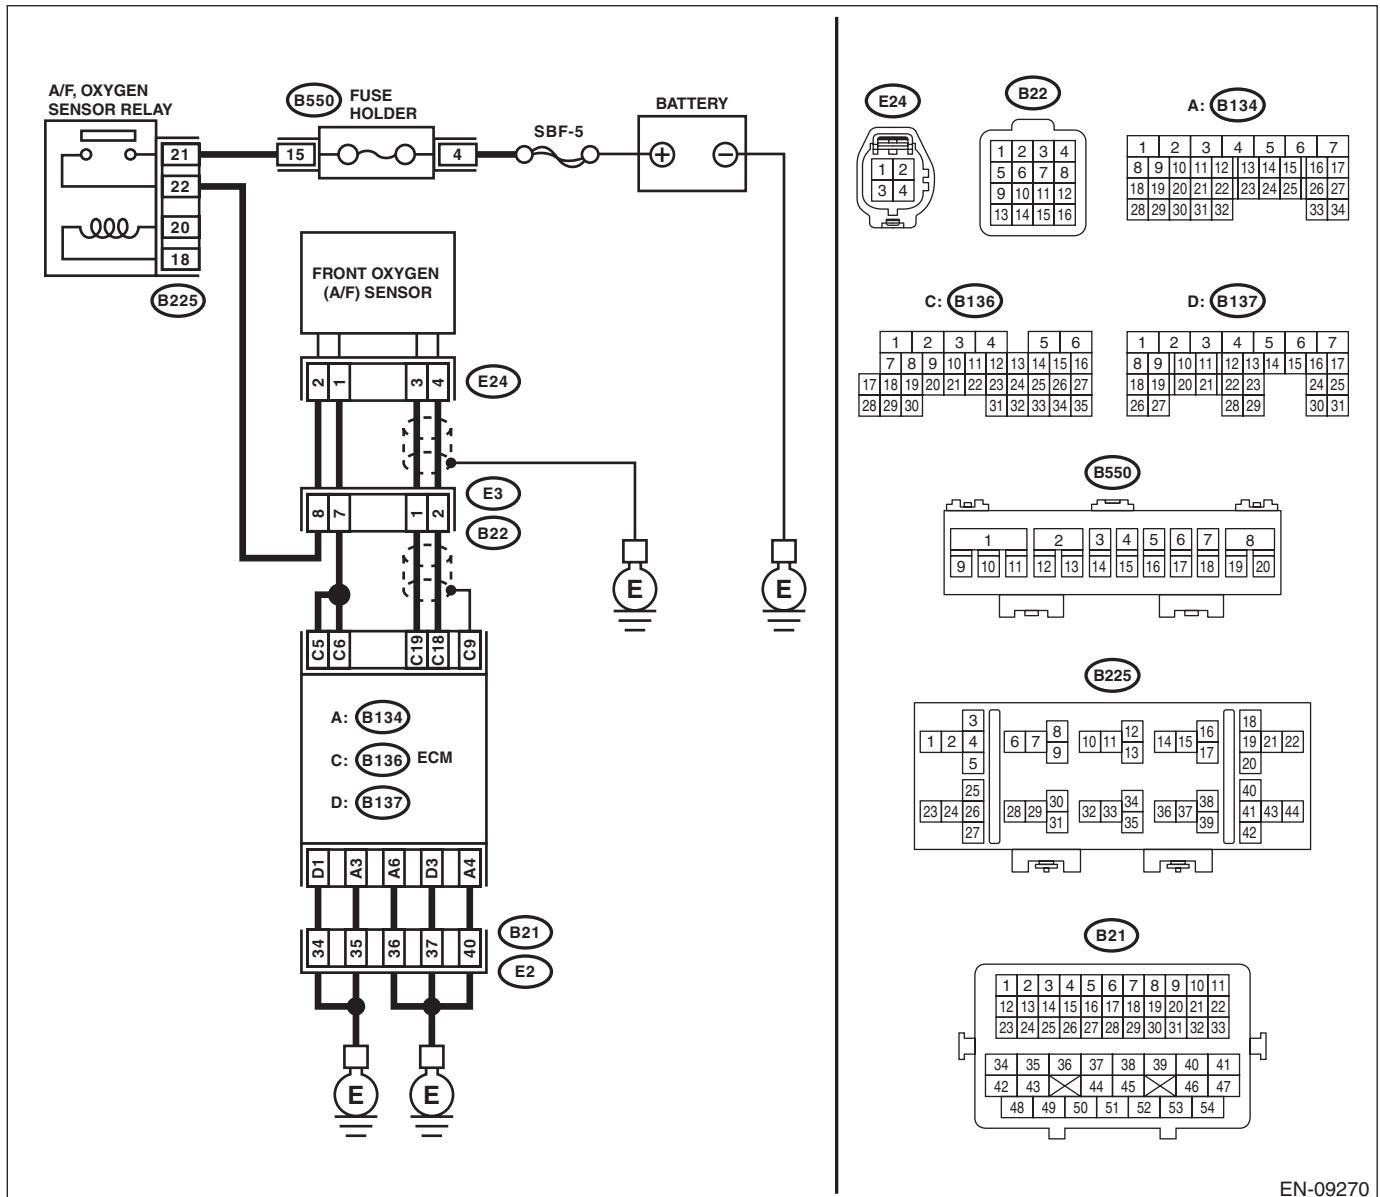 A/F, OXYGEN
SENSOR RELAY
21
22
20
18
B225
B550
FUSE
HOLDER
15
4
SBF-5
BATTERY
+
−
FRONT OXYGEN
(A/F) SENSOR
2 1 3 4
E24
E3
8 7 1 2
B22
E
E
C5 C6 C19 C18 C9
A: B134
C: B136 ECM
D: B137
D1 A3 A6 D3 A4
B21
34 35 36 37 40
E2
E
E
E24
1 2
3 4
B22
1 2 3 4
5 6 7 8
9 10 11 12
13 14 15 16
A: B134
1 2 3 4 5 6 7
8 9 10 11 12 13 14 15 16 17
18 19 20 21 22 23 24 25 26 27
28 29 30 31 32 33 34
C: B136
1 2 3 4 5 6
7 8 9 10 11 12 13 14 15 16
17 18 19 20 21 22 23 24 25 26 27
28 29 30 31 32 33 34 35
D: B137
1 2 3 4 5 6 7
8 9 10 11 12 13 14 15 16 17
18 19 20 21 22 23 24 25
26 27 28 29 30 31
B550
1 2 3 4 5 6 7 8
9 10 11 12 13 14 15 16 17 18 19 20
B225
3 8 12 16 18
1 2 4 6 7 10 11 14 15 19 21 22
5 9 13 17 20
25 30 34 38 40
23 24 26 28 29 32 33 36 37 41 43 44
27 31 35 39 42
B21
1 2 3 4 5 6 7 8 9 10 11
12 13 14 15 16 17 18 19 20 21 22
23 24 25 26 27 28 29 30 31 32 33
34 35 36 37 38 39 40 41
42 43 44 45 46 47
48 49 50 51 52 53 54
EN-09270